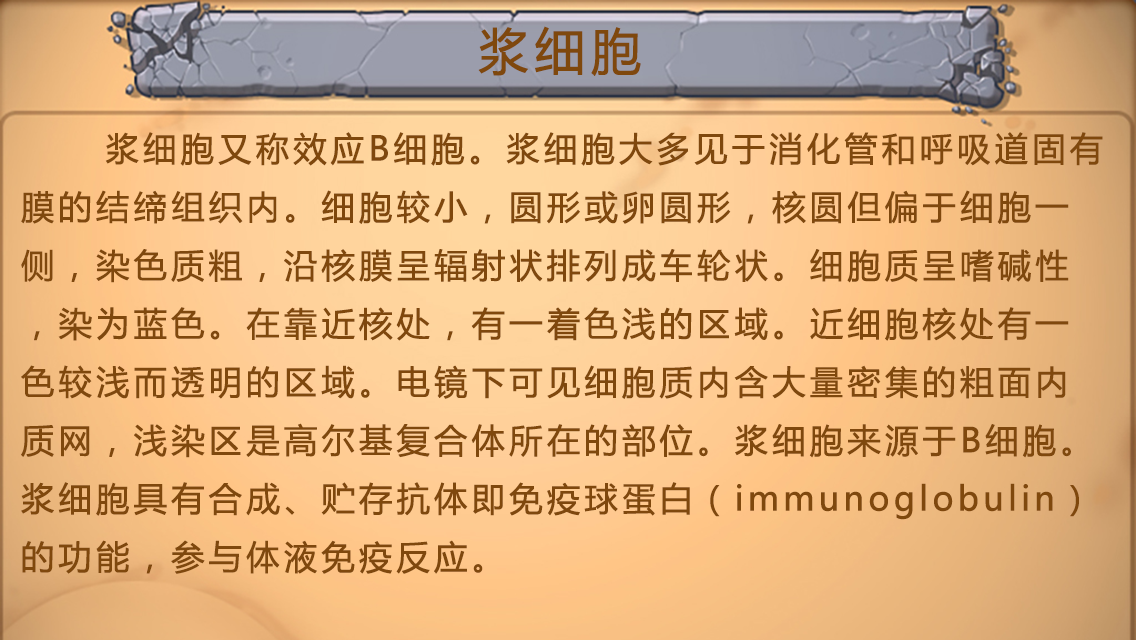 浆细胞
浆细胞又称效应B细胞。浆细胞大多见于消化管和呼吸道固有
膜的结缔组织内。细胞较小，圆形或卵圆形，核圆但偏于细胞一
侧，染色质粗，沿核膜呈辐射状排列成车轮状。细胞质呈嗜碱性
，染为蓝色。在靠近核处，有一着色浅的区域。近细胞核处有一
色较浅而透明的区域。电镜下可见细胞质内含大量密集的粗面内
质网，浅染区是高尔基复合体所在的部位。浆细胞来源于B细胞。
浆细胞具有合成、贮存抗体即免疫球蛋白（immunoglobulin）
的功能，参与体液免疫反应。